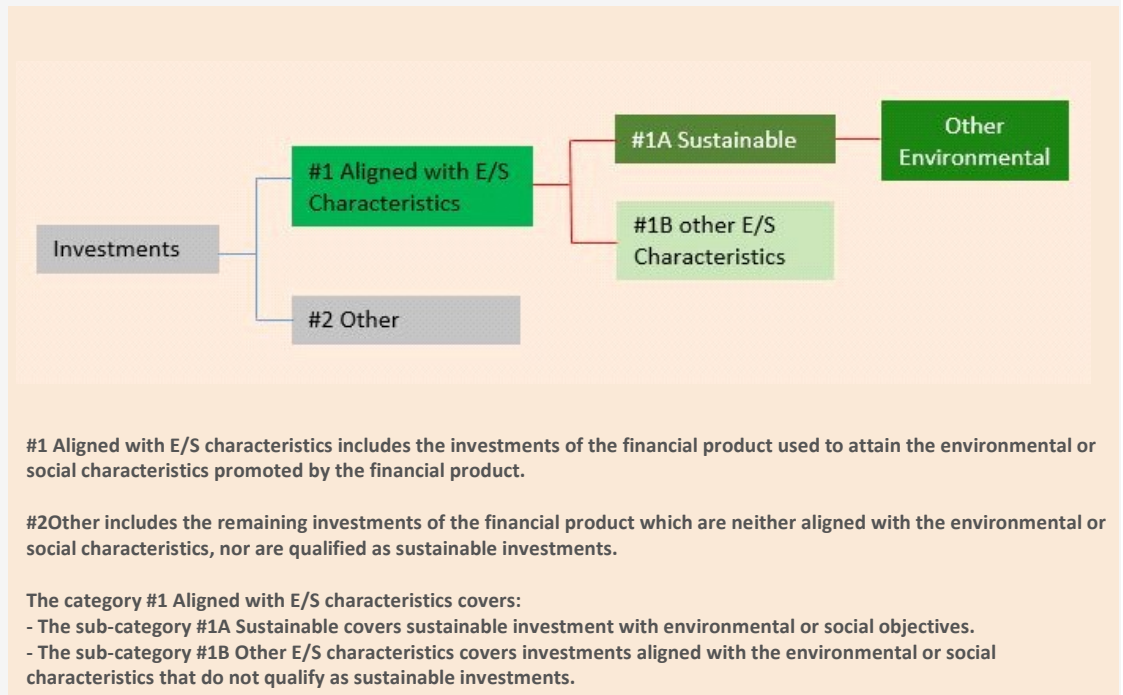 #1A Sustainable
Other
Environmental
#1 Aligned with E/S
Characteristics
#1B other E/S
Characteristics
Investments
#2 Other
#1 Aligned with E/S characteristics includes the investments of the financial product used to attain the environmental or
social characteristics promoted by the financial product.
#2Other includes the remaining investments of the financial product which are neither aligned with the environmental or
social characteristics, nor are qualified as sustainable investments.
The category #1 Aligned with E/S characteristics covers:
- The sub-category #1A Sustainable covers sustainable investment with environmental or social objectives.
- The sub-category #1B Other E/S characteristics covers investments aligned with the environmental or social
characteristics that do not qualify as sustainable investments.